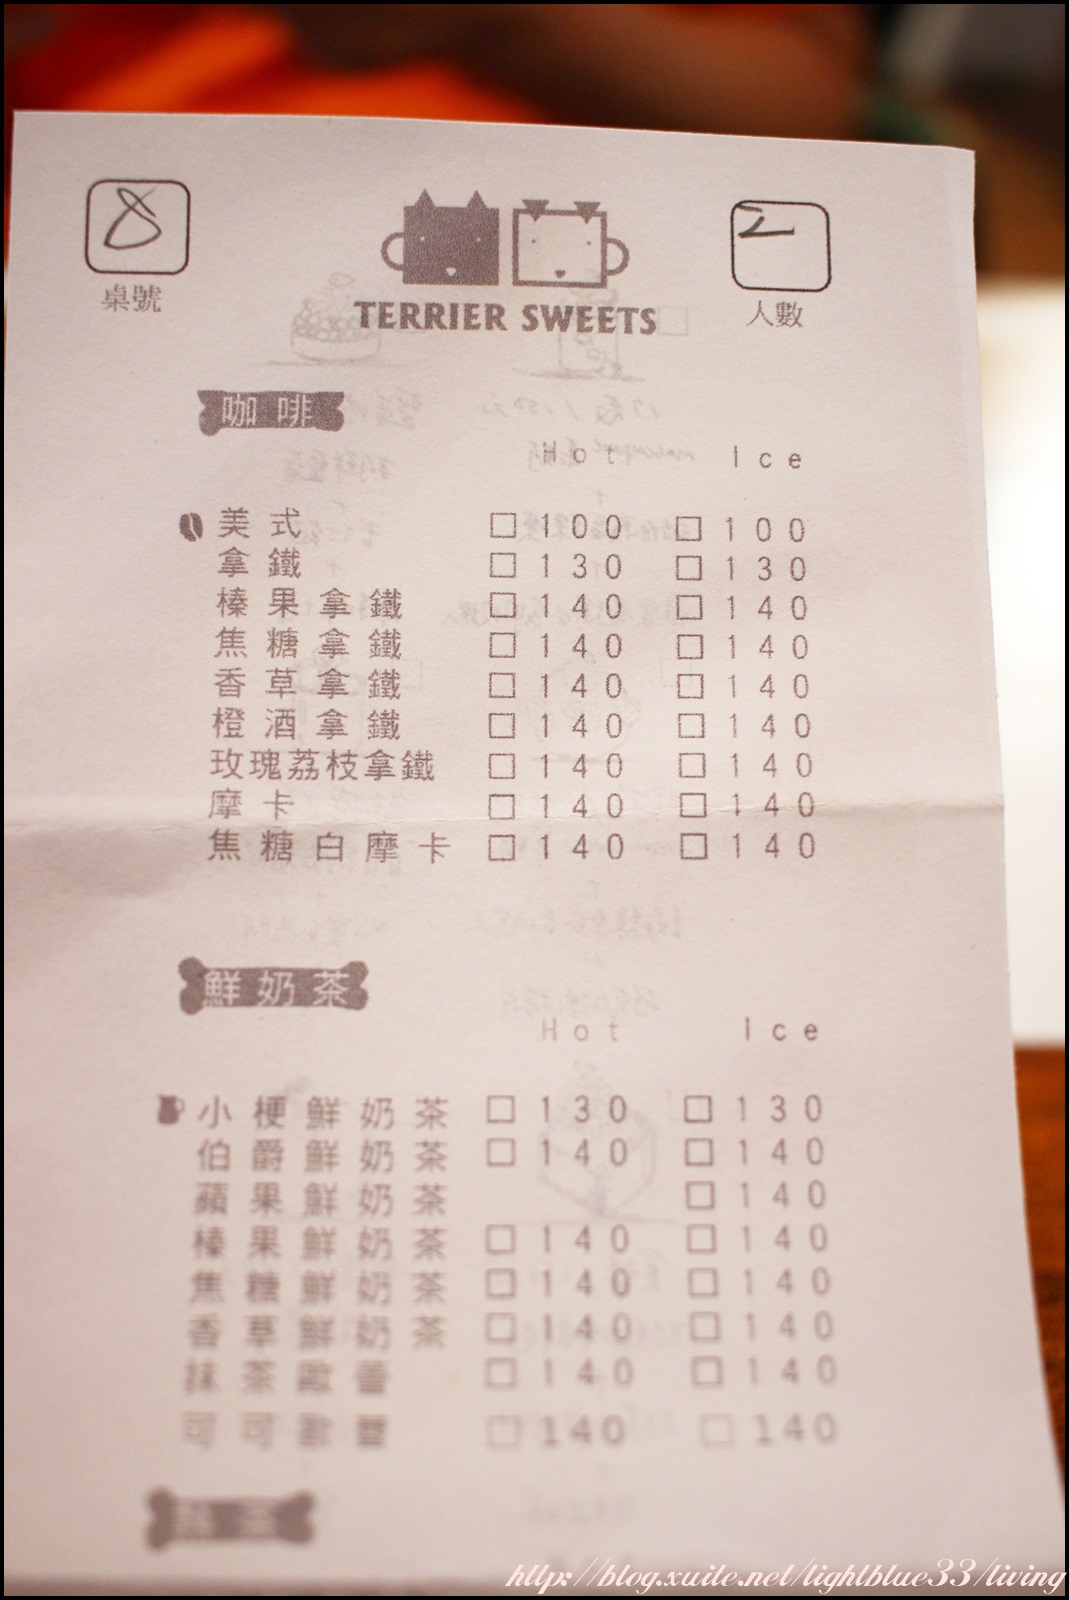 8
2
桌號
人數
TERRIER SWEETS
咖啡
Hot Ice
美式 □100 □100
拿鐵 □130 □130
榛果拿鐵 □140 □140
焦糖拿鐵 □140 □140
香草拿鐵 □140 □140
橙酒拿鐵 □140 □140
玫瑰荔枝拿鐵 □140 □140
摩卡 □140 □140
焦糖白摩卡 □140 □140
鮮奶茶
Hot Ice
小梗鮮奶茶 □130 □130
伯爵鮮奶茶 □140 □140
蘋果鮮奶茶 □140
榛果鮮奶茶 □140 □140
焦糖鮮奶茶 □140 □140
香草鮮奶茶 □140 □140
抹茶歐蕾 □140 □140
可可歐蕾 □140 □140
http://blog.xuite.net/lightblue33/living